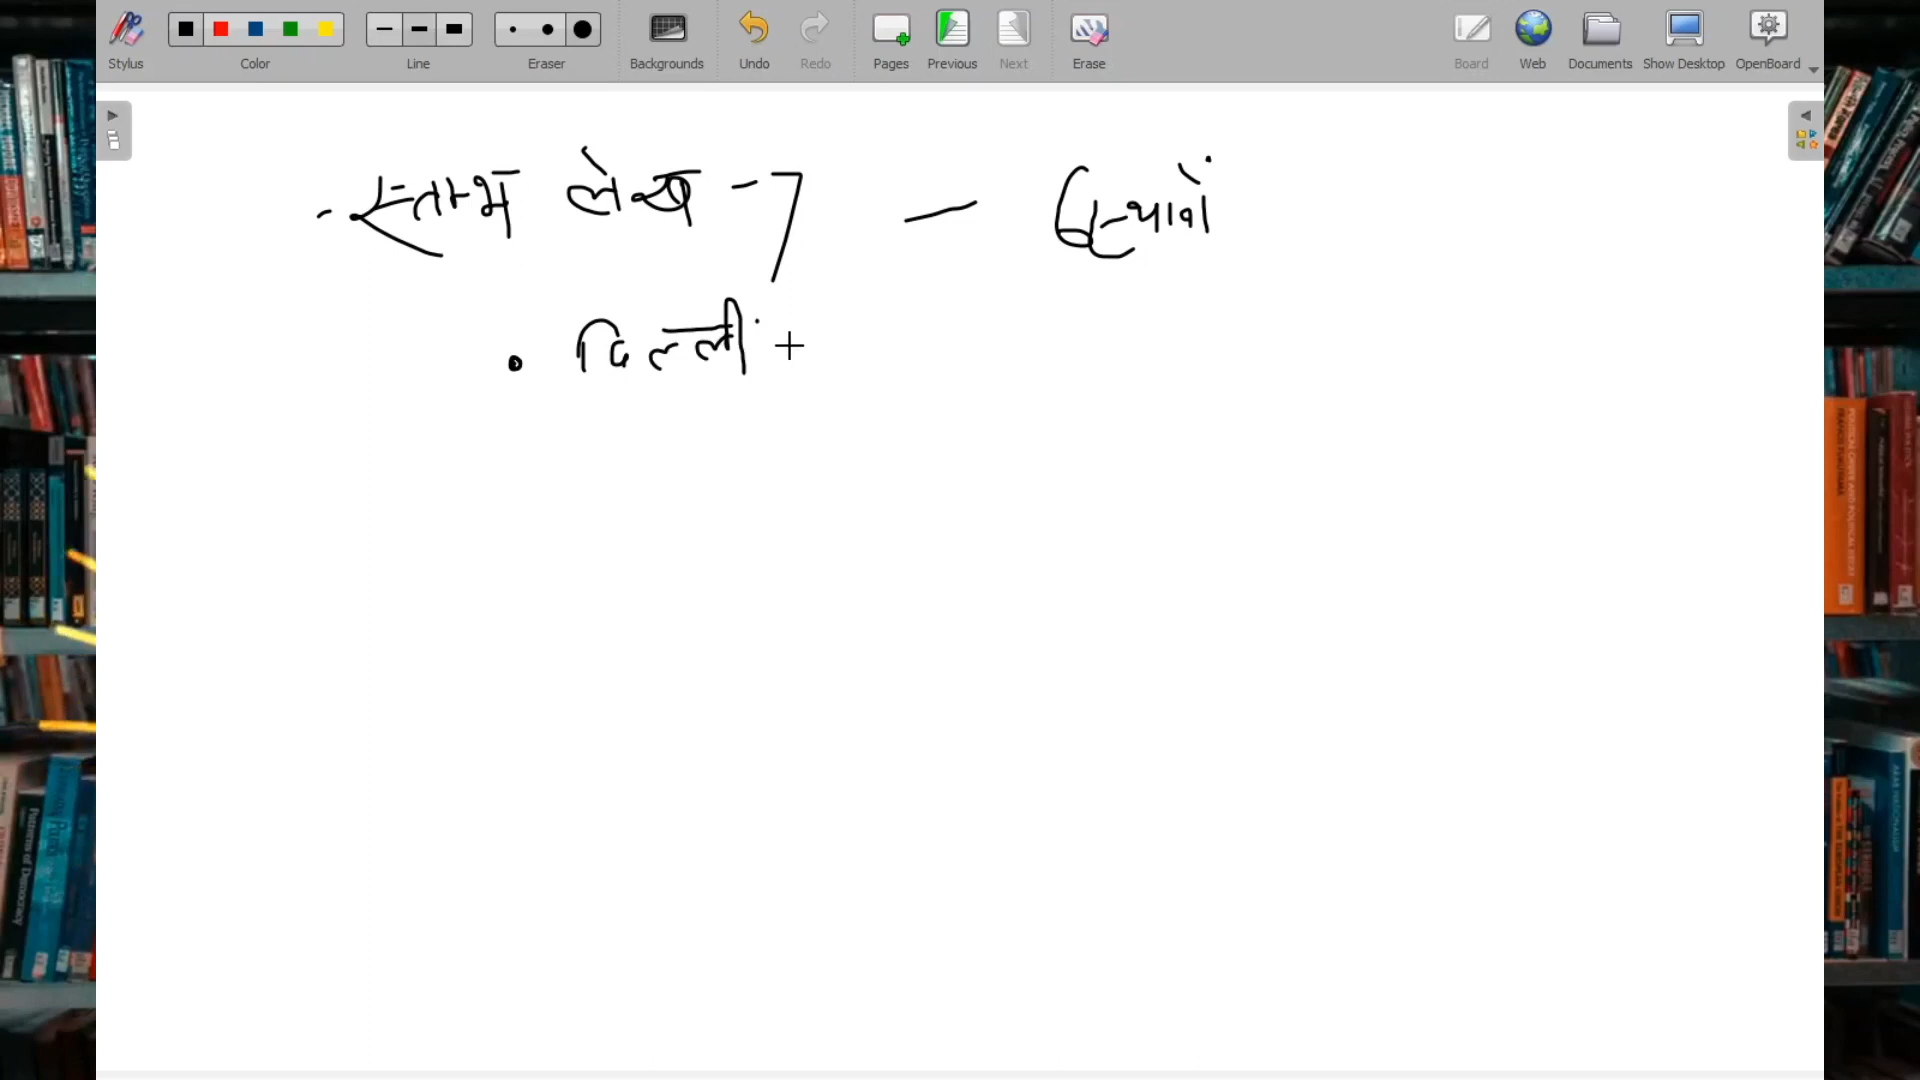 Stylus Color Line Eraser Backgrounds Undo Redo Pages Previous Next Erase Board Web Documents Show Desktop OpenBoard
- स्तम्भ लेख - 7 — स्थानों
• दिल्ली